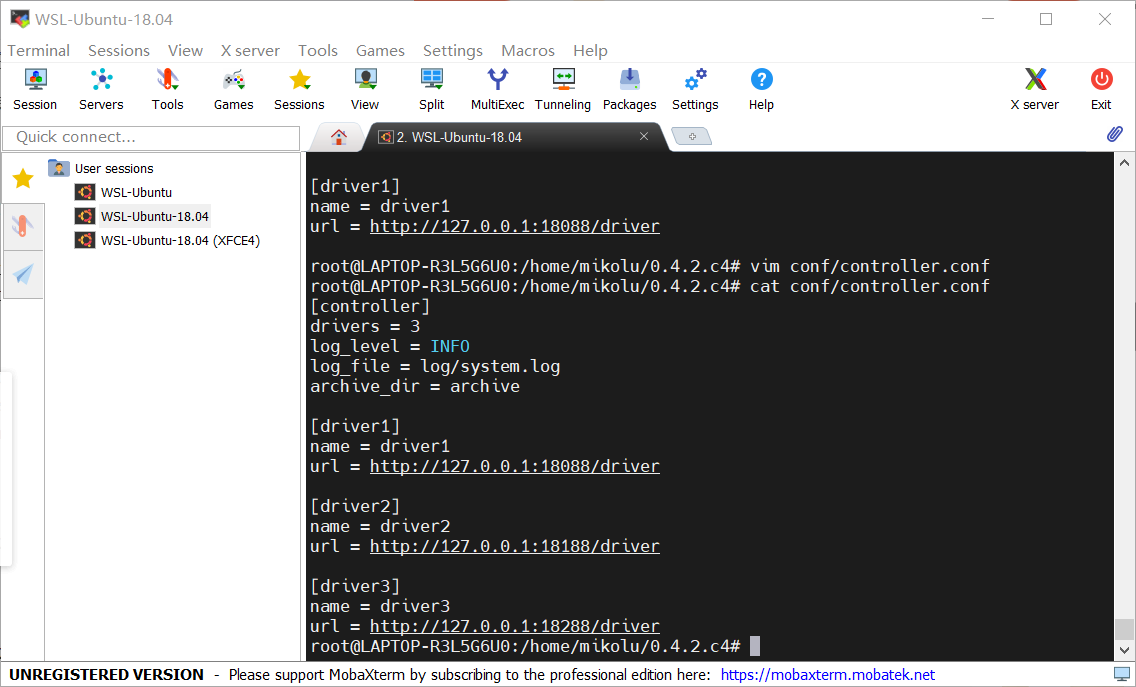 WSL-Ubuntu-18.04
Terminal Sessions View X server Tools Games Settings Macros Help
Session Servers Tools Games Sessions View Split MultiExec Tunneling Packages Settings Help X server Exit
Quick connect...
2. WSL-Ubuntu-18.04
User sessions
WSL-Ubuntu
WSL-Ubuntu-18.04
WSL-Ubuntu-18.04 (XFCE4)
[driver1]
name = driver1
url = http://127.0.0.1:18088/driver
root@LAPTOP-R3L5G6U0:/home/mikolu/0.4.2.c4# vim conf/controller.conf
root@LAPTOP-R3L5G6U0:/home/mikolu/0.4.2.c4# cat conf/controller.conf
[controller]
drivers = 3
log_level = INFO
log_file = log/system.log
archive_dir = archive
[driver1]
name = driver1
url = http://127.0.0.1:18088/driver
[driver2]
name = driver2
url = http://127.0.0.1:18188/driver
[driver3]
name = driver3
url = http://127.0.0.1:18288/driver
root@LAPTOP-R3L5G6U0:/home/mikolu/0.4.2.c4#
UNREGISTERED VERSION - Please support MobaXterm by subscribing to the professional edition here: https://mobaxterm.mobatek.net